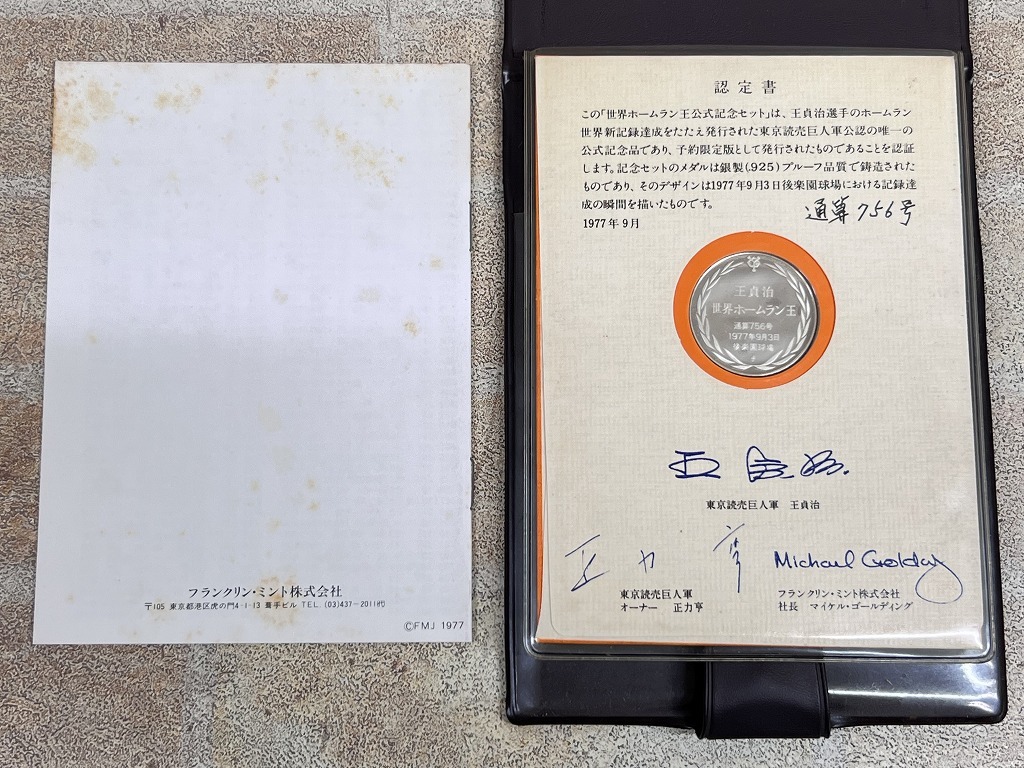 フランクリン・ミント株式会社
〒105 東京都港区虎の門4-1-13 葺手ビル TEL. (03)437-2011㈹
©FMJ 1977
認定書
この「世界ホームラン王公式記念セット」は、王貞治選手のホームラン
世界新記録達成をたたえ発行された東京読売巨人軍公認の唯一の
公式記念品であり、予約限定版として発行されたものであることを認証
します。記念セットのメダルは銀製(.925)プルーフ品質で鋳造された
ものであり、そのデザインは1977年9月3日後楽園球場における記録達
成の瞬間を描いたものです。
1977年9月
通算756号
王貞治
世界ホームラン王
通算756号
1977年9月3日
後楽園球場
王貞治
東京読売巨人軍 王貞治
正力亨
Michael Golday
東京読売巨人軍
オーナー 正力亨
フランクリン・ミント株式会社
社長 マイケル・ゴールディング